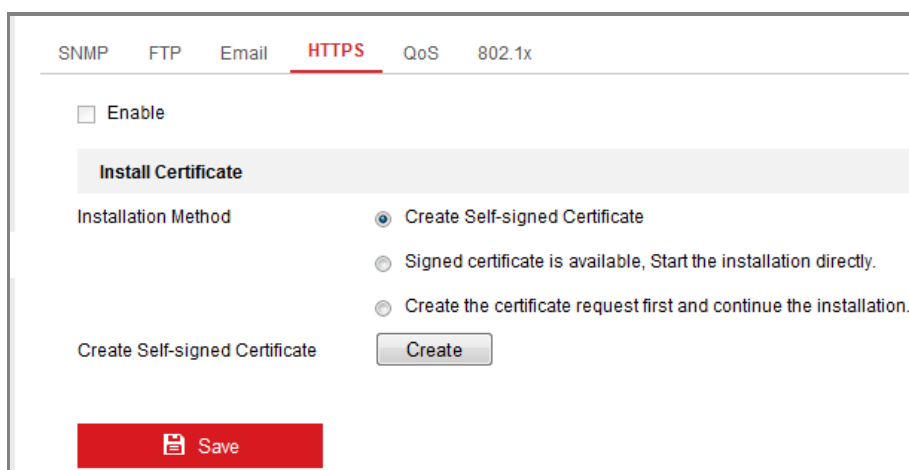 SNMP FTP Email HTTPS QoS 802.1x
Enable
Install Certificate
Installation Method
Create Self-signed Certificate
Signed certificate is available, Start the installation directly.
Create the certificate request first and continue the installation.
Create Self-signed Certificate Create
Save